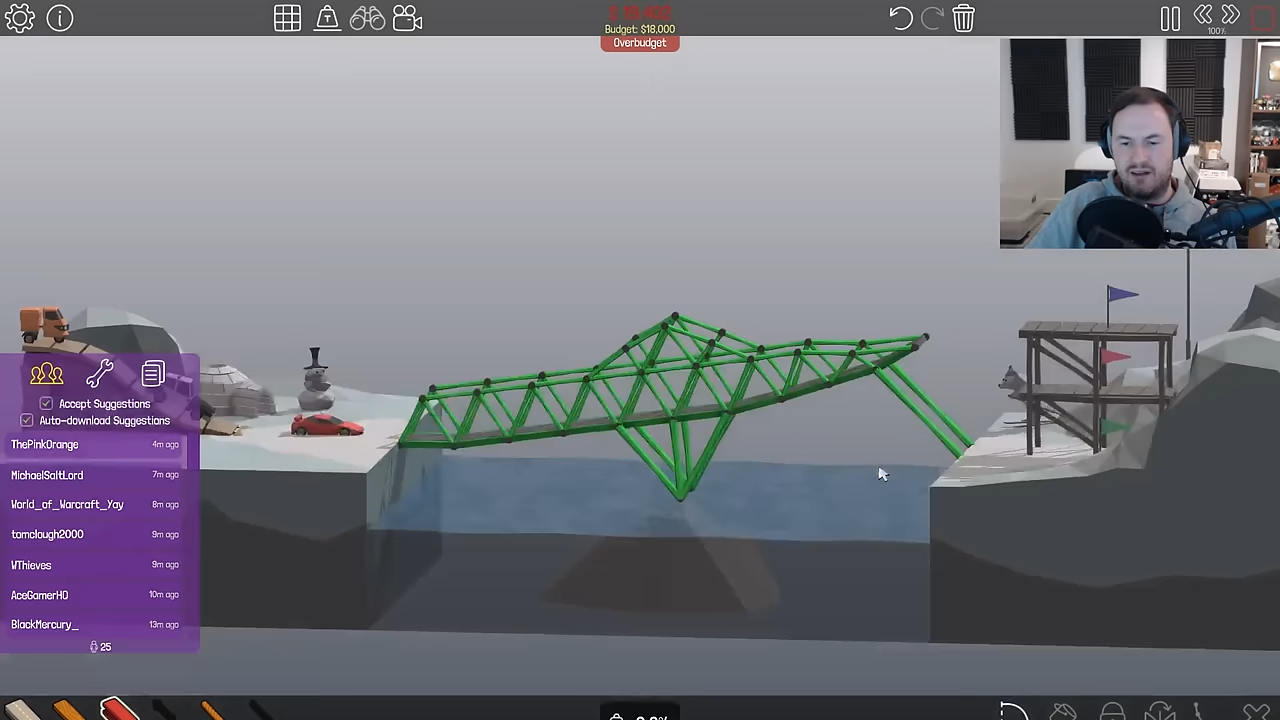 Budget: $18,000
Overbudget
100%
Accept Suggestions
Auto-download Suggestions
ThePinkOrange 4m ago
MichaelSaltLord 7m ago
World_of_Warcraft_Yay 8m ago
tomclough2000 9m ago
WThieves 9m ago
AceGamerHD 10m ago
BlackMercury_ 13m ago
25